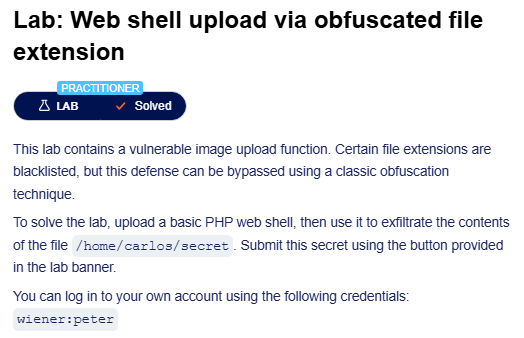 Lab: Web shell upload via obfuscated file
extension
PRACTITIONER
LAB Solved
This lab contains a vulnerable image upload function. Certain file extensions are
blacklisted, but this defense can be bypassed using a classic obfuscation
technique.
To solve the lab, upload a basic PHP web shell, then use it to exfiltrate the contents
of the file /home/carlos/secret. Submit this secret using the button provided
in the lab banner.
You can log in to your own account using the following credentials:
wiener:peter